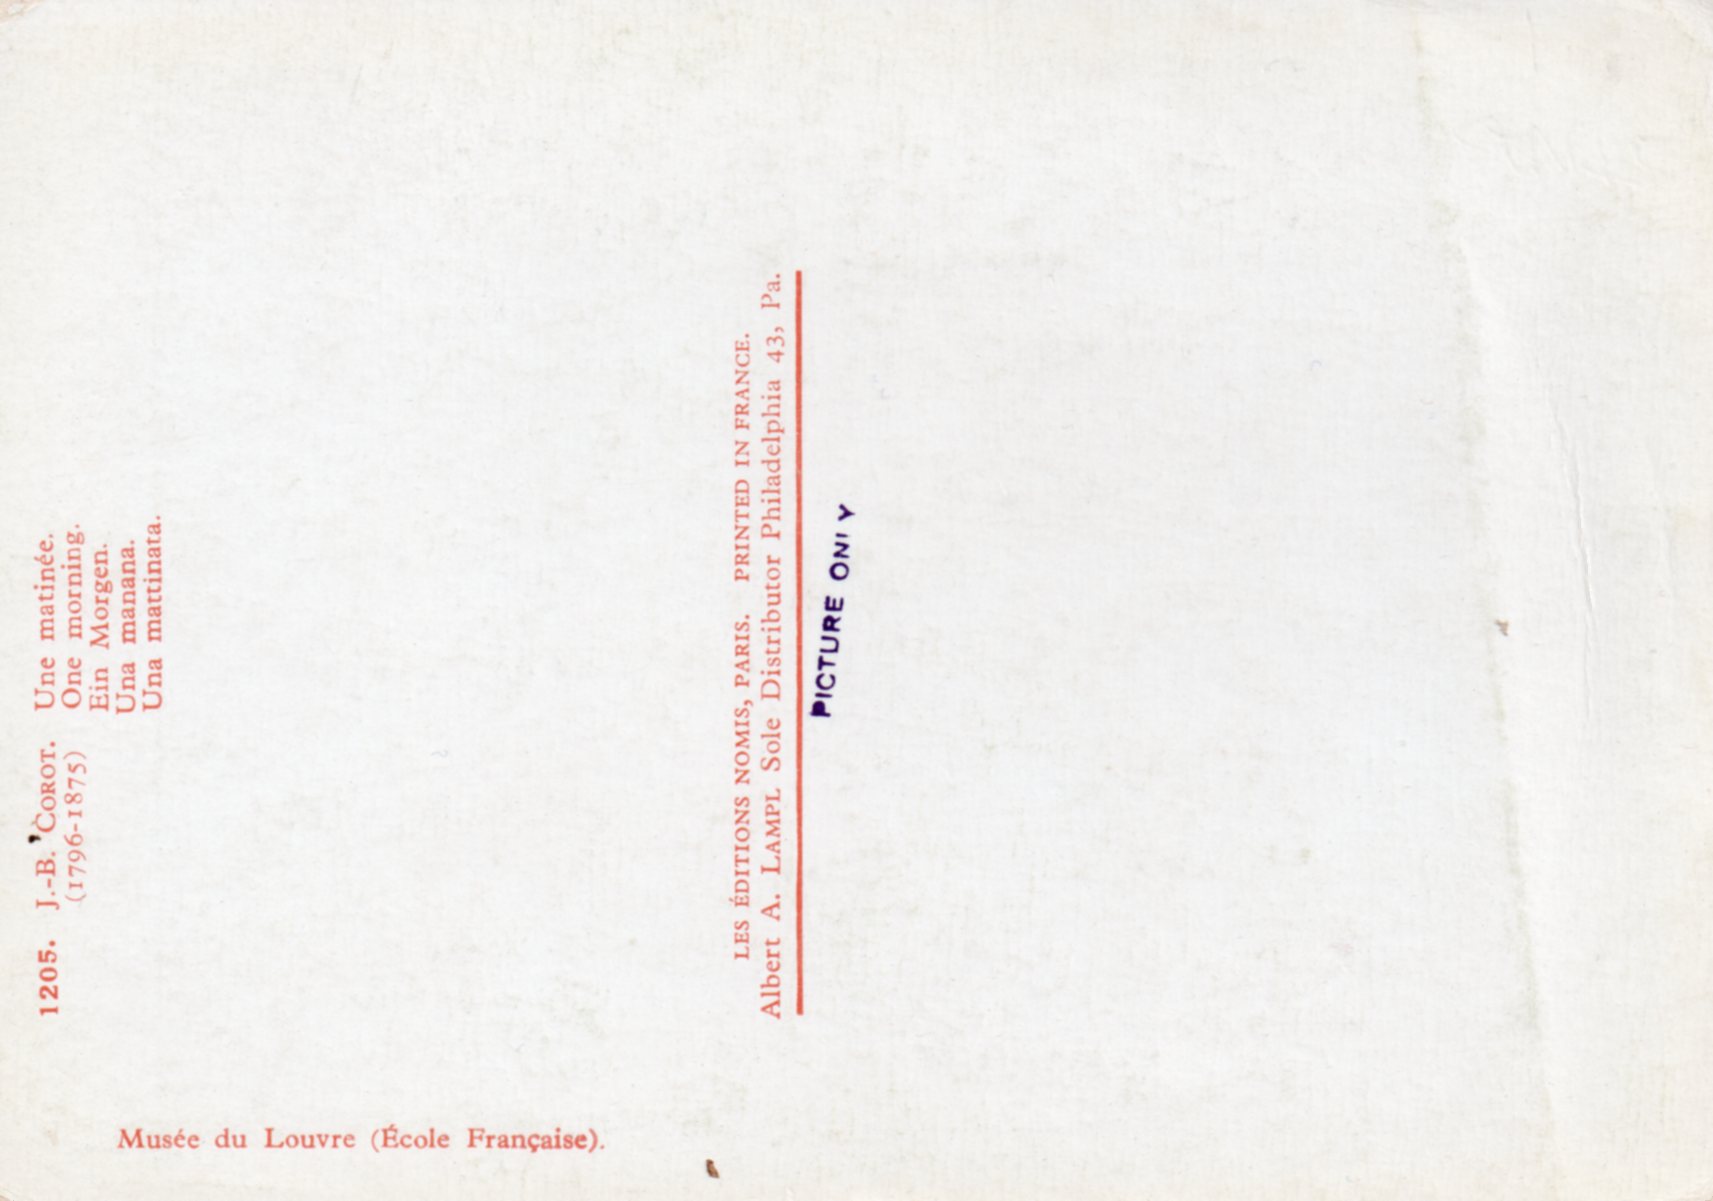 1205. J.-B. COROT. Une matinée.
(1796-1875) One morning.
Ein Morgen.
Una manana.
Una mattinata.
Musée du Louvre (École Française).
LES ÉDITIONS NOMIS, PARIS. PRINTED IN FRANCE.
Albert A. LAMPL Sole Distributor Philadelphia 43, Pa.
PICTURE ONLY